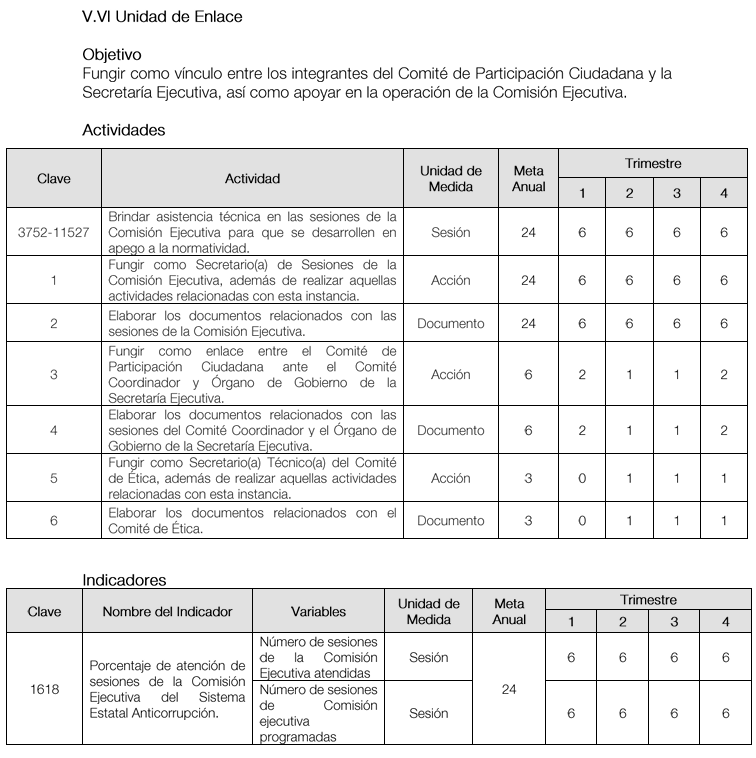 V.VI Unidad de Enlace
Objetivo
Fungir como vínculo entre los integrantes del Comité de Participación Ciudadana y la
Secretaría Ejecutiva, así como apoyar en la operación de la Comisión Ejecutiva.
Actividades
Clave Actividad Unidad de Medida Meta Anual Trimestre
1 2 3 4
3752-11527 Brindar asistencia técnica en las sesiones de la
Comisión Ejecutiva para que se desarrollen en
apego a la normatividad. Sesión 24 6 6 6 6
1 Fungir como Secretario(a) de Sesiones de la
Comisión Ejecutiva, además de realizar aquellas
actividades relacionadas con esta instancia. Acción 24 6 6 6 6
2 Elaborar los documentos relacionados con las
sesiones de la Comisión Ejecutiva. Documento 24 6 6 6 6
3 Fungir como enlace entre el Comité de
Participación Ciudadana ante el Comité
Coordinador y Órgano de Gobierno de la
Secretaría Ejecutiva. Acción 6 2 1 1 2
4 Elaborar los documentos relacionados con las
sesiones del Comité Coordinador y el Órgano de
Gobierno de la Secretaría Ejecutiva. Documento 6 2 1 1 2
5 Fungir como Secretario(a) Técnico(a) del Comité
de Ética, además de realizar aquellas actividades
relacionadas con esta instancia. Acción 3 0 1 1 1
6 Elaborar los documentos relacionados con el
Comité de Ética. Documento 3 0 1 1 1
Indicadores
Clave Nombre del Indicador Variables Unidad de Medida Meta Anual Trimestre
1 2 3 4
1618 Porcentaje de atención de
sesiones de la Comisión
Ejecutiva del Sistema
Estatal Anticorrupción.
Número de sesiones
de la Comisión
Ejecutiva atendidas Sesión 24 6 6 6 6
Número de sesiones
de Comisión
ejecutiva
programadas Sesión 6 6 6 6